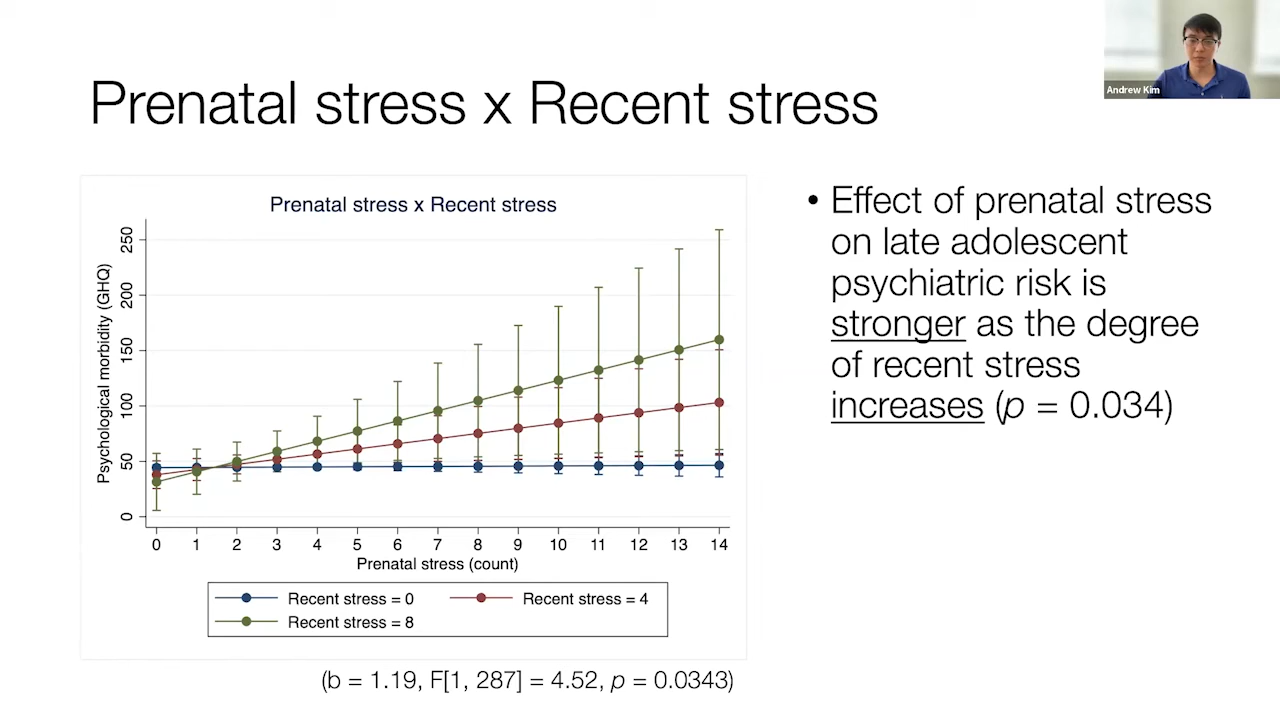 Andrew Kim
Prenatal stress x Recent stress
Prenatal stress x Recent stress
Psychological morbidity (GHQ)
250
200
150
100
50
0
0 1 2 3 4 5 6 7 8 9 10 11 12 13 14
Prenatal stress (count)
Recent stress = 0 Recent stress = 4
Recent stress = 8
(b = 1.19, F[1, 287] = 4.52, p = 0.0343)
• Effect of prenatal stress
on late adolescent
psychiatric risk is
stronger as the degree
of recent stress
increases (p = 0.034)